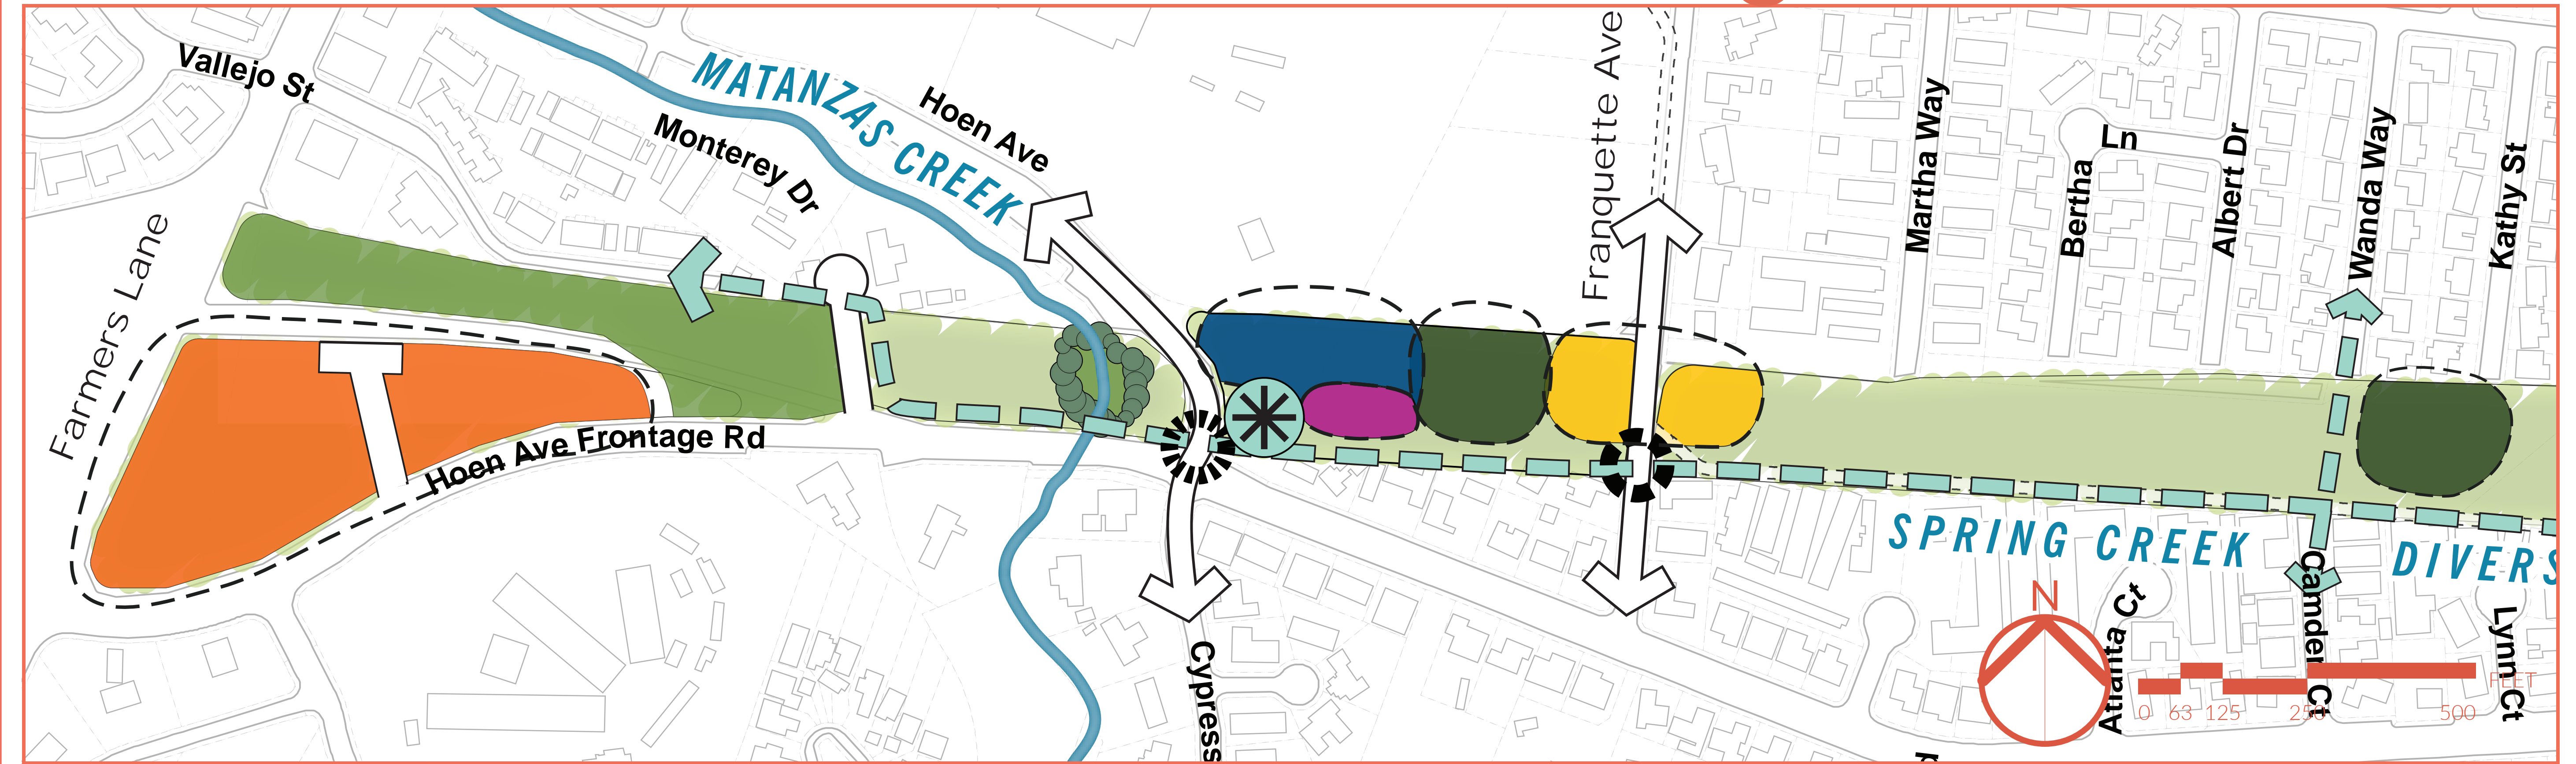 Vallejo St
MATANZAS CREEK
Hoen Ave
Monterey Dr
Farmers Lane
Hoen Ave Frontage Rd
Franquette Ave
Martha Way
Bertha
Ln
Albert Dr
Wanda Way
Kathy St
SPRING CREEK
DIVERS
Cypress
Atlanta Ct
Camden Ct
Lynn Ct
N
FEET
0 63 125 250 500